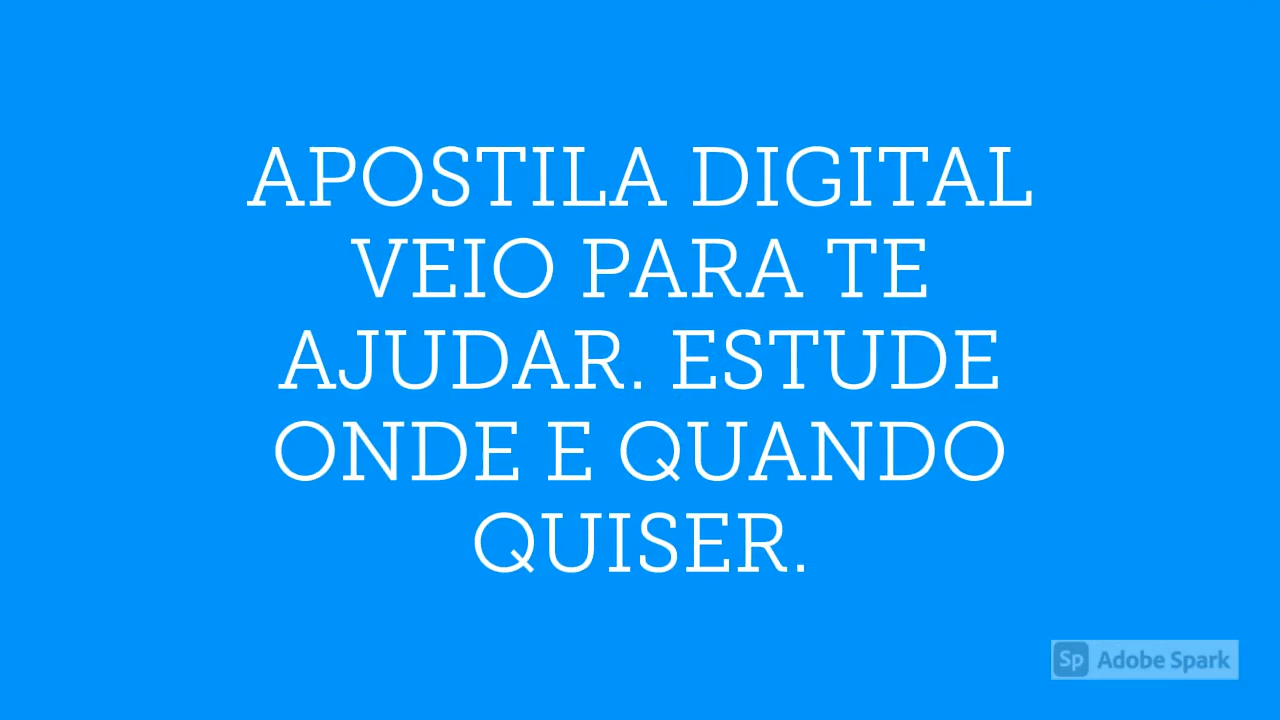 APOSTILA DIGITAL
VEIO PARA TE
AJUDAR. ESTUDE
ONDE E QUANDO
QUISER.
Sp Adobe Spark